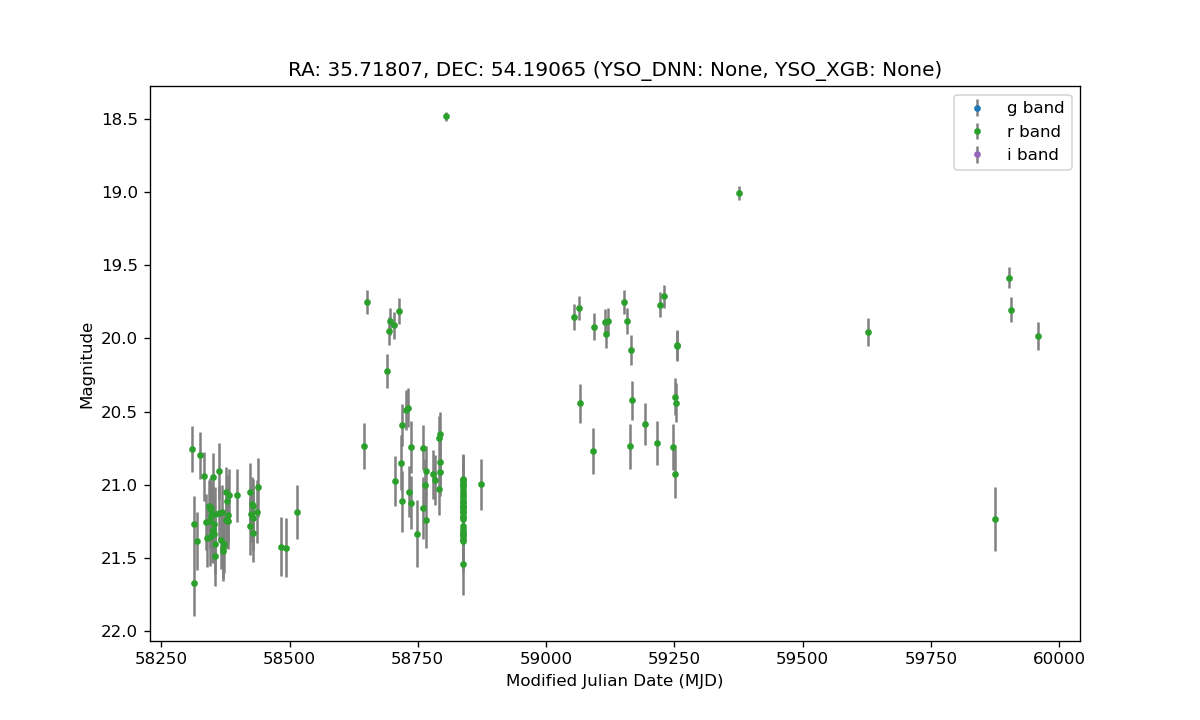 RA: 35.71807, DEC: 54.19065 (YSO_DNN: None, YSO_XGB: None)
g band
r band
i band
18.5
19.0
19.5
20.0
20.5
21.0
21.5
22.0
Magnitude
58250 58500 58750 59000 59250 59500 59750 60000
Modified Julian Date (MJD)